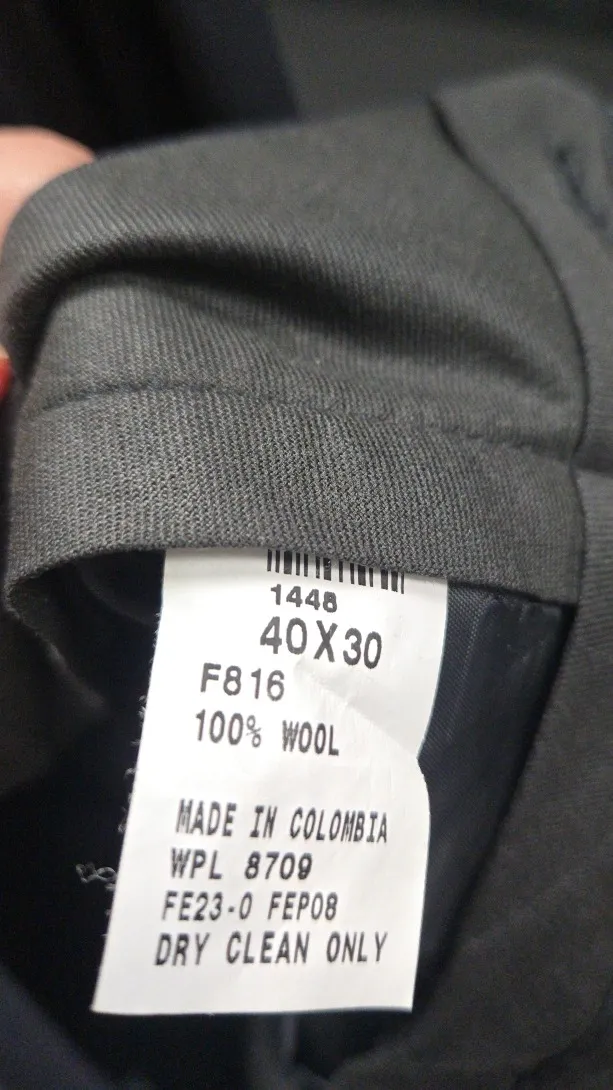 1448
40X30
F816
100% WOOL
MADE IN COLOMBIA
WPL 8709
FE23-0 FEP08
DRY CLEAN ONLY